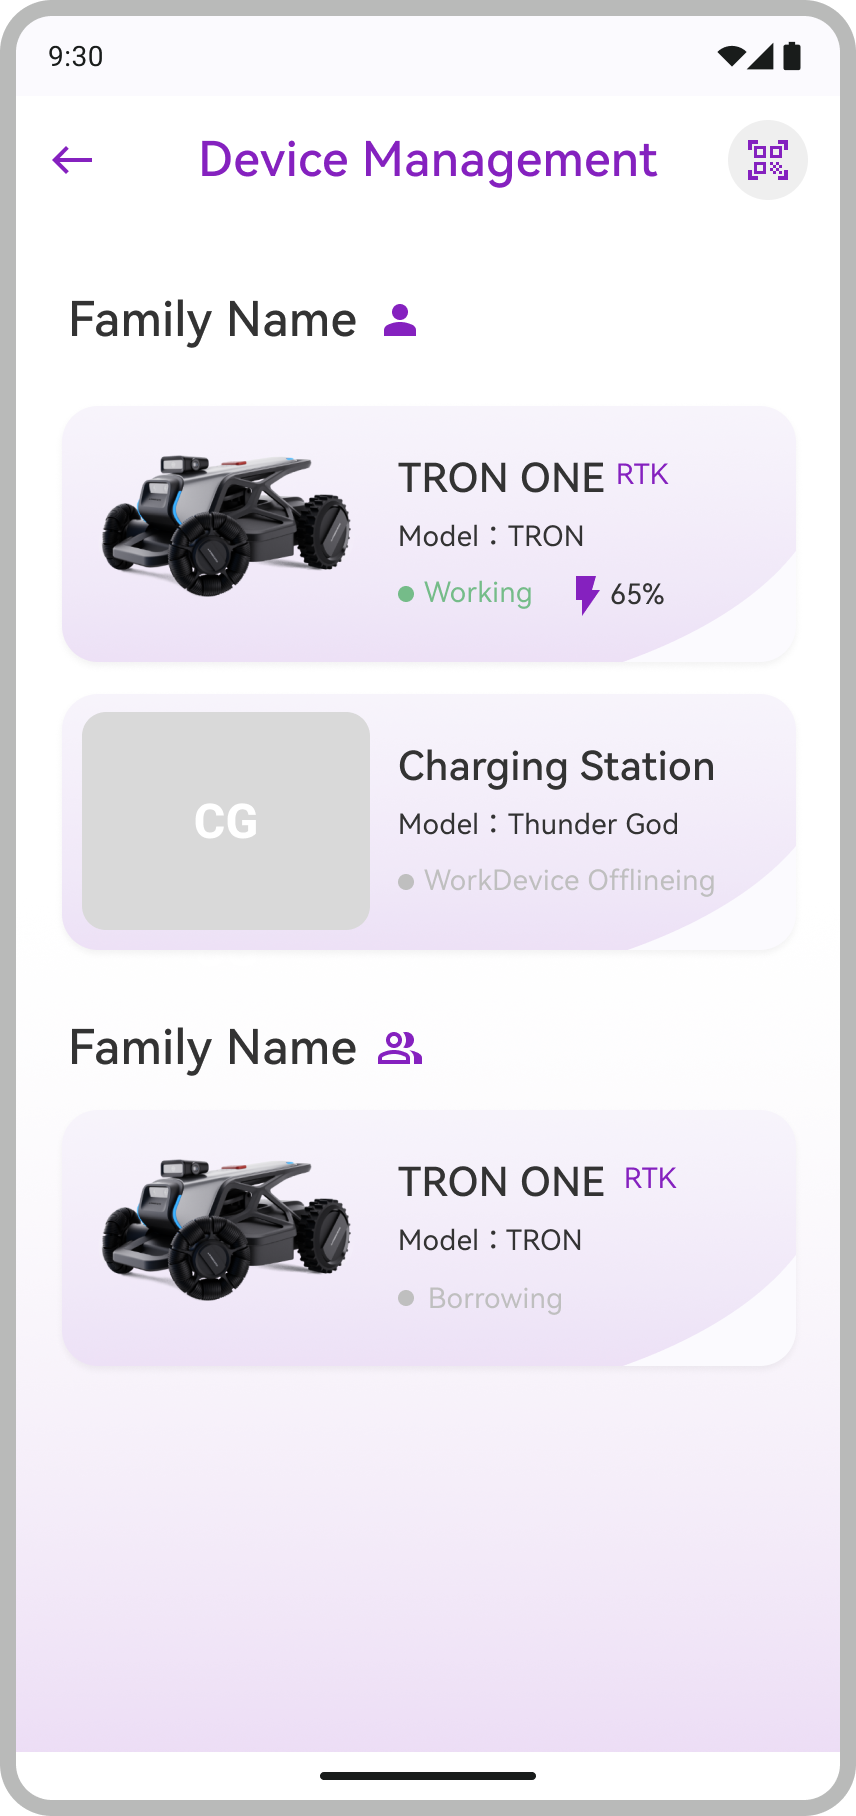 9:30
Device Management
Family Name
TRON ONE RTK
Model：TRON
Working 65%
CG
Charging Station
Model：Thunder God
WorkDevice Offlineing
Family Name
TRON ONE RTK
Model：TRON
Borrowing